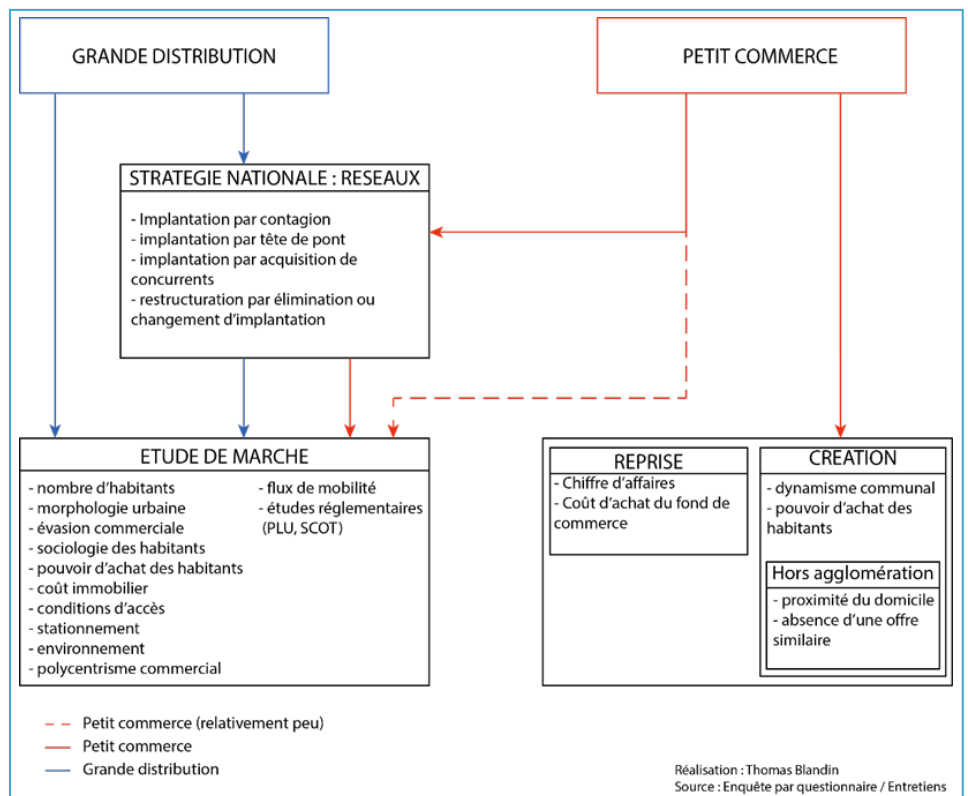 GRANDE DISTRIBUTION
PETIT COMMERCE
STRATEGIE NATIONALE : RESEAUX
- Implantation par contagion
- implantation par tête de pont
- implantation par acquisition de
concurrents
- restructuration par élimination ou
changement d'implantation
ETUDE DE MARCHE
- nombre d'habitants
- morphologie urbaine
- évasion commerciale
- sociologie des habitants
- pouvoir d'achat des habitants
- coût immobilier
- conditions d'accès
- stationnement
- environnement
- polycentrisme commercial
- flux de mobilité
- études réglementaires
(PLU, SCOT)
REPRISE
- Chiffre d'affaires
- Coût d'achat du fond de
commerce
CREATION
- dynamisme communal
- pouvoir d'achat des
habitants
Hors agglomération
- proximité du domicile
- absence d'une offre
similaire
Petit commerce (relativement peu)
Petit commerce
Grande distribution
Réalisation : Thomas Blandin
Source : Enquête par questionnaire / Entretiens